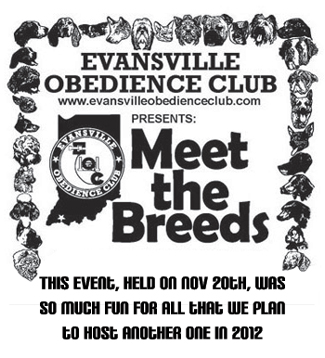 EVANSVILLE
OBEDIENCE CLUB
www.evansvilleobedienceclub.com
PRESENTS:
EVANSVILLE
OBEDIENCE CLUB
Meet
the
Breeds
THIS EVENT, HELD ON NOV 20th, WAS
SO MUCH FUN FOR ALL that WE PLAN
to HOST ANOTHER ONE IN 2012